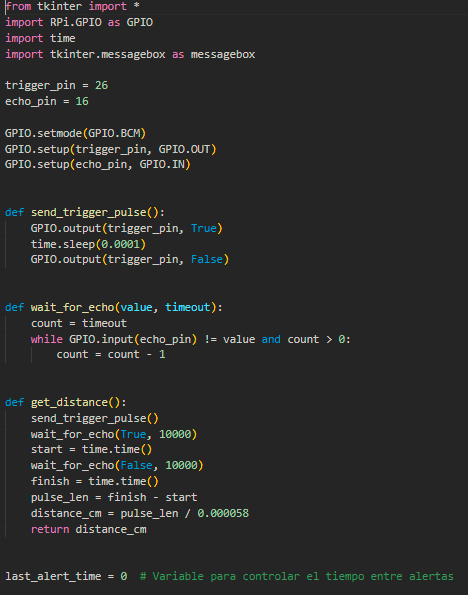 from tkinter import *
import RPi.GPIO as GPIO
import time
import tkinter.messagebox as messagebox

trigger_pin = 26
echo_pin = 16

GPIO.setmode(GPIO.BCM)
GPIO.setup(trigger_pin, GPIO.OUT)
GPIO.setup(echo_pin, GPIO.IN)


def send_trigger_pulse():
    GPIO.output(trigger_pin, True)
    time.sleep(0.0001)
    GPIO.output(trigger_pin, False)


def wait_for_echo(value, timeout):
    count = timeout
    while GPIO.input(echo_pin) != value and count > 0:
        count = count - 1


def get_distance():
    send_trigger_pulse()
    wait_for_echo(True, 10000)
    start = time.time()
    wait_for_echo(False, 10000)
    finish = time.time()
    pulse_len = finish - start
    distance_cm = pulse_len / 0.000058
    return distance_cm


last_alert_time = 0  # Variable para controlar el tiempo entre alertas